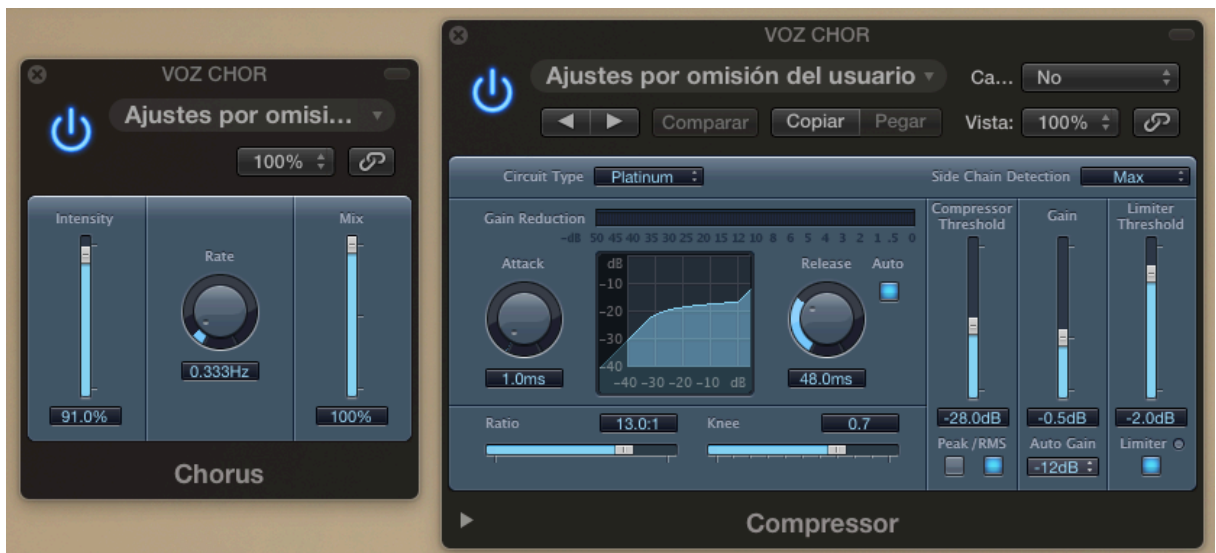 VOZ CHOR
Ajustes por omisi...
100%
Intensity
Rate
Mix
0.333Hz
91.0%
100%
Chorus
VOZ CHOR
Ajustes por omisión del usuario
Ca... No
Comparar Copiar Pegar Vista: 100%
Circuit Type Platinum Side Chain Detection Max
Gain Reduction
-dB 50 45 40 35 30 25 20 15 12 10 8 6 5 4 3 2 1 .5 0
Attack
dB
-10
-20
-30
-40
-40 -30 -20 -10 dB
1.0ms
Release Auto
48.0ms
Ratio 13.0:1 Knee 0.7
Compressor
Threshold
-28.0dB
Peak / RMS
Gain
-0.5dB
Auto Gain
-12dB
Limiter
Threshold
-2.0dB
Limiter
Compressor